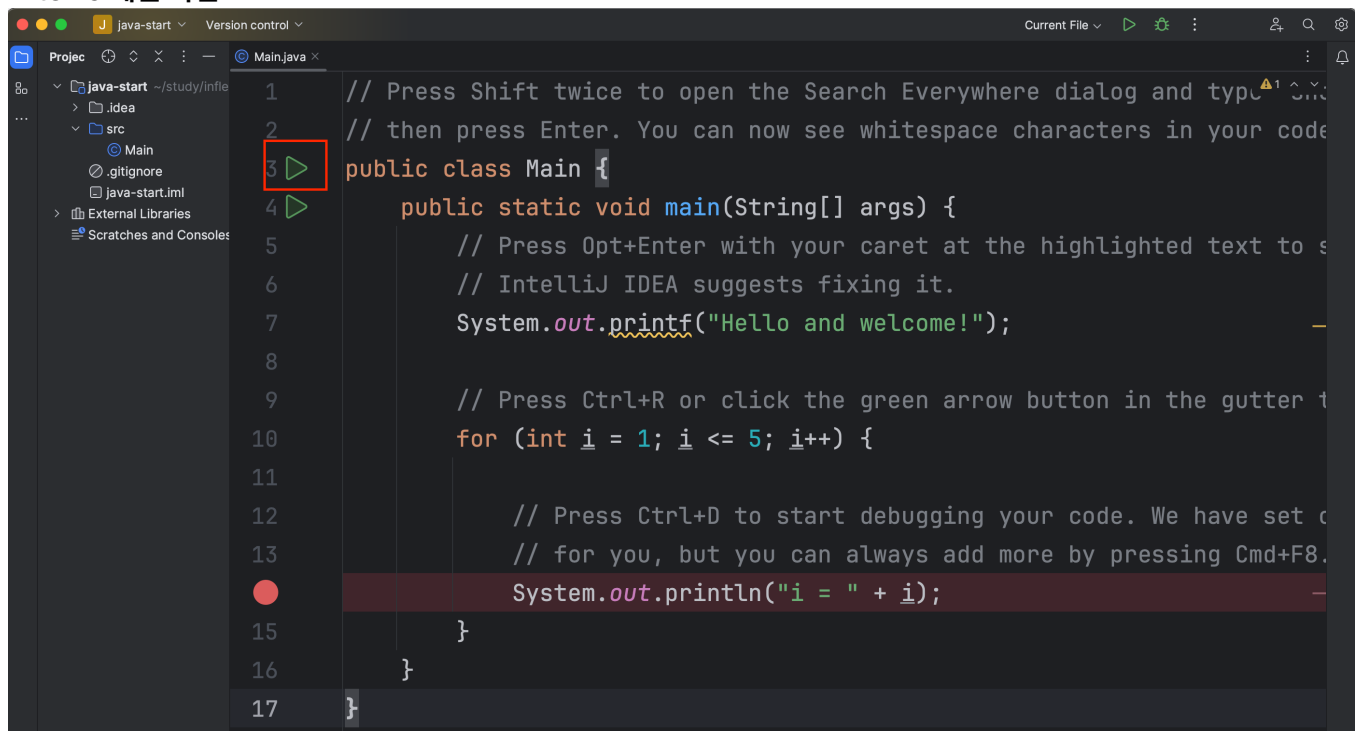 java-start
Version control
Current File
Projec
Main.java
java-start ~/study/infle
.idea
src
Main
.gitignore
java-start.iml
External Libraries
Scratches and Consoles
1 // Press Shift twice to open the Search Everywhere dialog and type
1
2 // then press Enter. You can now see whitespace characters in your code
3 public class Main {
4 public static void main(String[] args) {
5 // Press Opt+Enter with your caret at the highlighted text to s
6 // IntelliJ IDEA suggests fixing it.
7 System.out.printf("Hello and welcome!");
8
9 // Press Ctrl+R or click the green arrow button in the gutter t
10 for (int i = 1; i <= 5; i++) {
11
12 // Press Ctrl+D to start debugging your code. We have set o
13 // for you, but you can always add more by pressing Cmd+F8.
System.out.println("i = " + i);
15 }
16 }
17 }